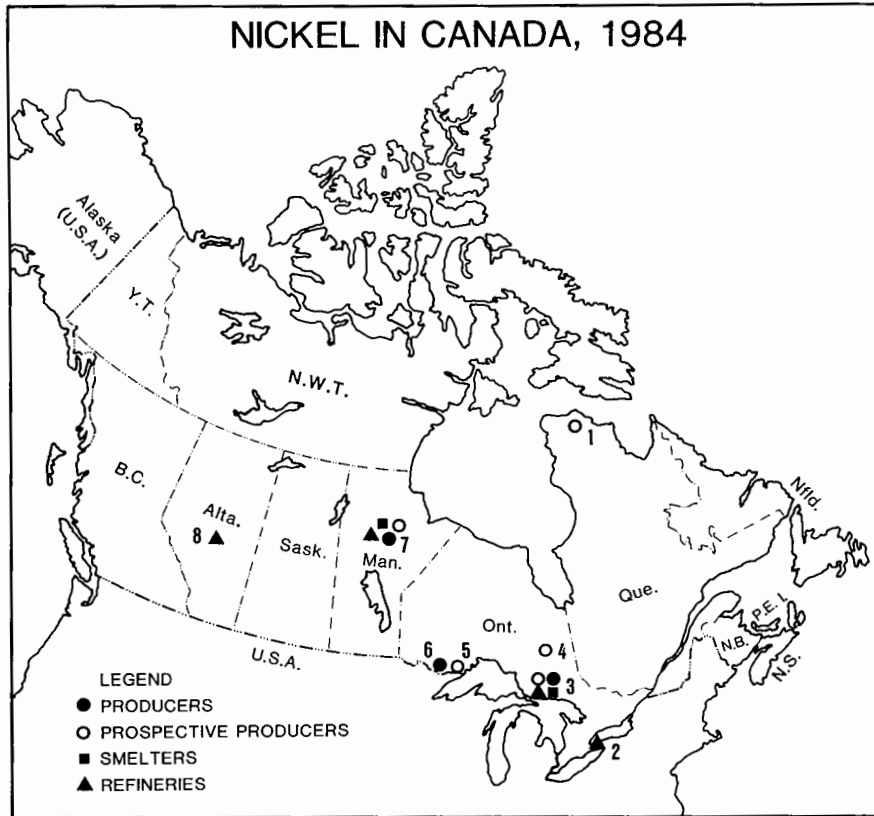 NICKEL IN CANADA, 1984
Alaska
(U.S.A.)
Y.T.
N.W.T.
1
B.C.
Alta.
8
Sask.
7
Man.
Nfld.
Que.
P.E.I.
N.B.
N.S.
Ont.
4
6
5
3
2
U.S.A.
LEGEND
PRODUCERS
PROSPECTIVE PRODUCERS
SMELTERS
REFINERIES